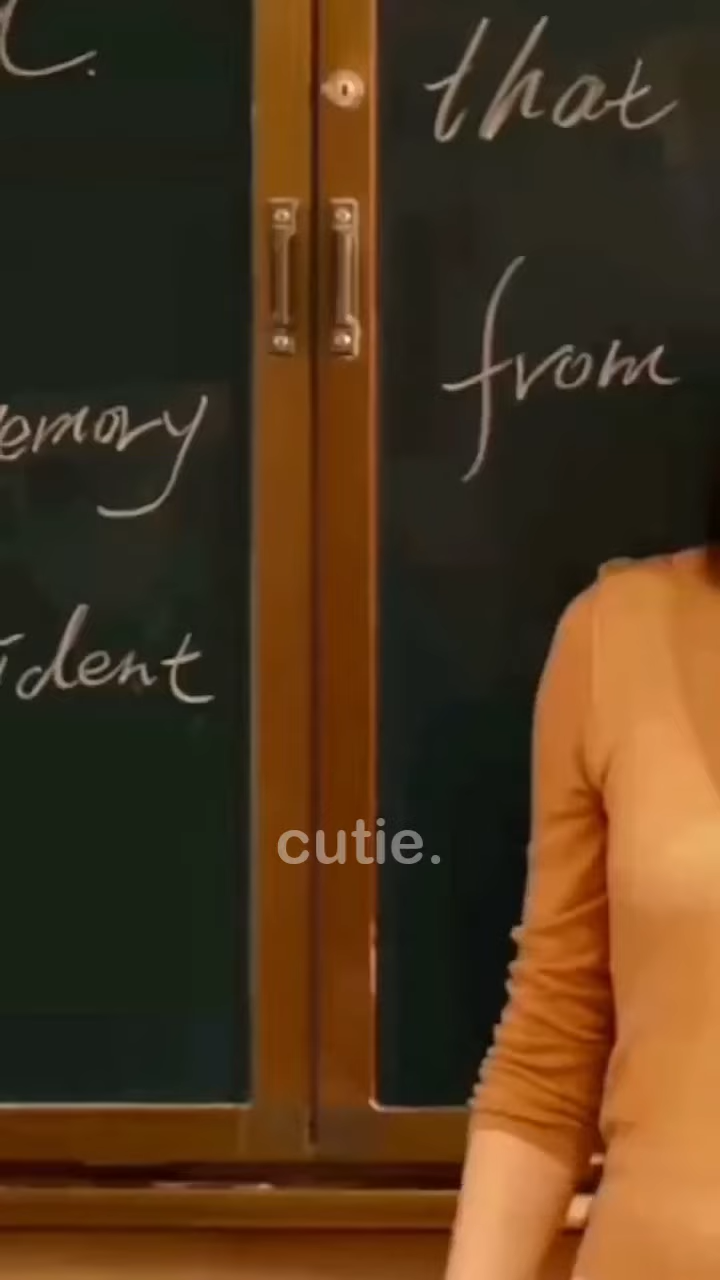 that
from
emory
ident
cutie.